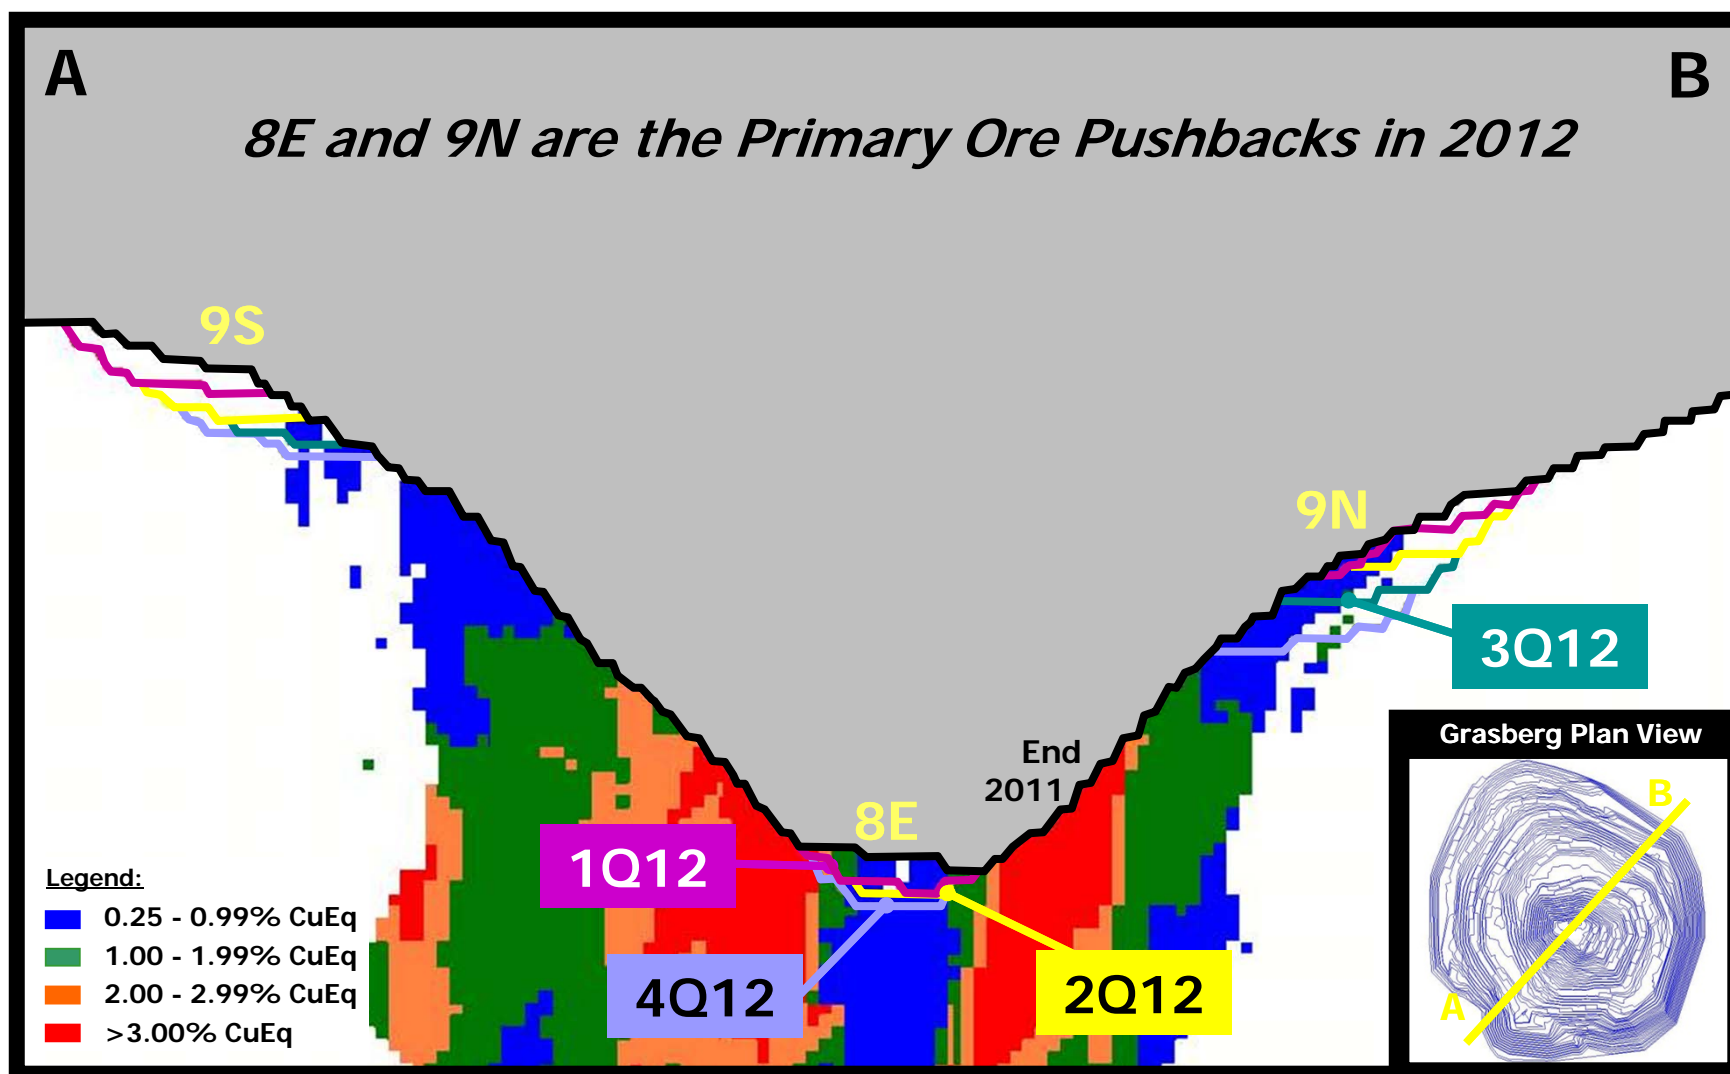 A
B
8E and 9N are the Primary Ore Pushbacks in 2012
9S
9N
3Q12
End
2011
8E
1Q12
4Q12
2Q12
Legend:
0.25 - 0.99% CuEq
1.00 - 1.99% CuEq
2.00 - 2.99% CuEq
>3.00% CuEq
Grasberg Plan View
B
A